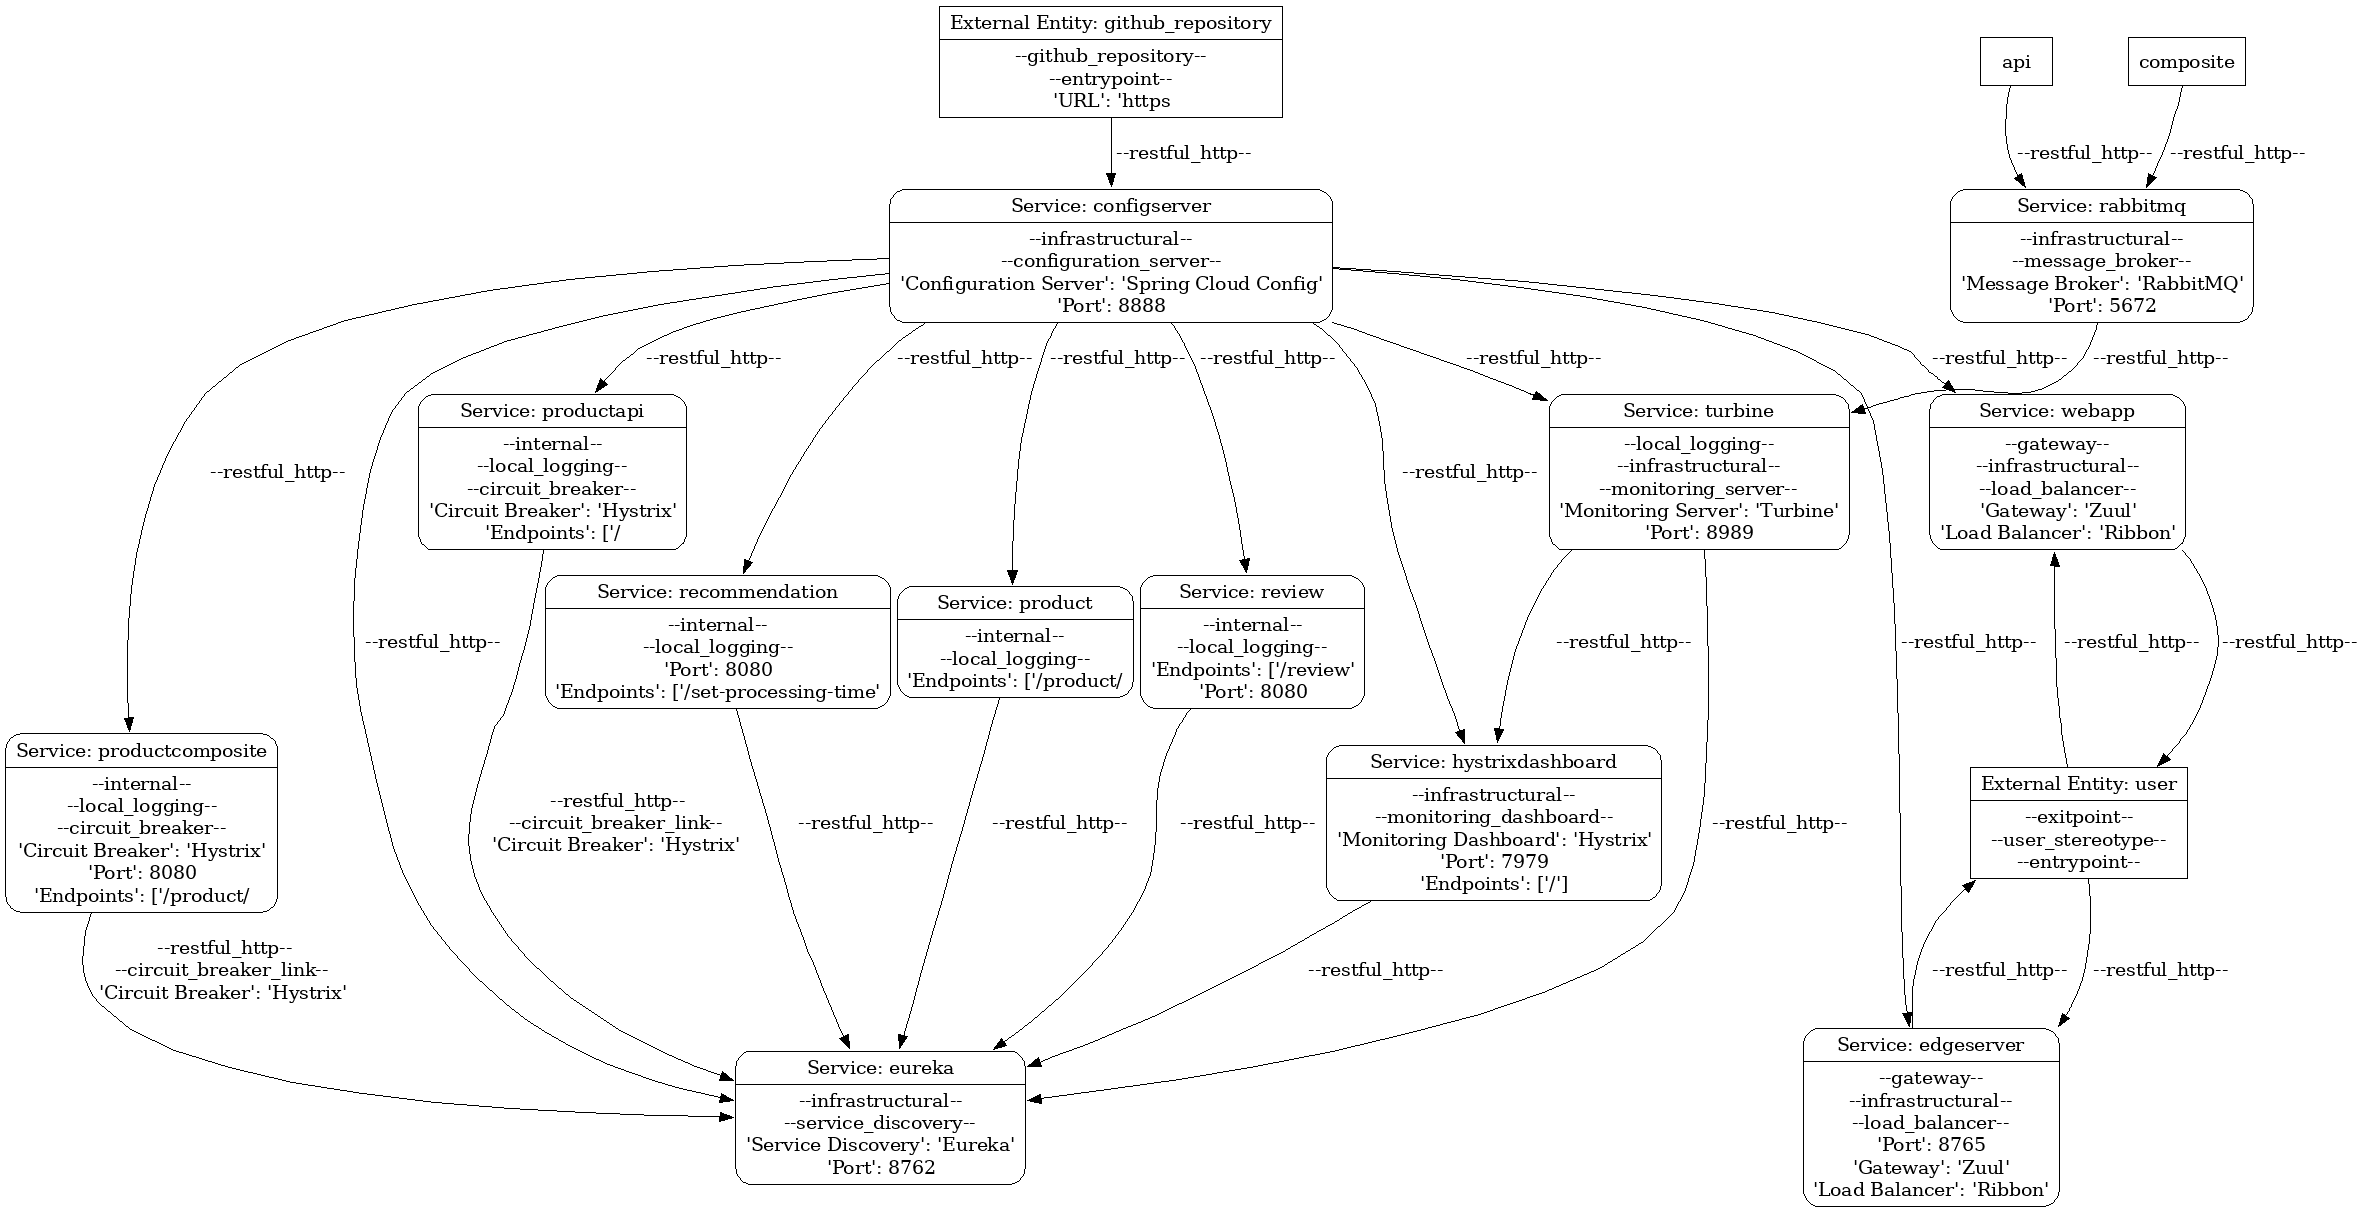 External Entity: github_repository
--github_repository--
--entrypoint--
'URL': 'https
api
composite
--restful_http--
--restful_http--
--restful_http--
Service: configserver
--infrastructural--
--configuration_server--
'Configuration Server': 'Spring Cloud Config'
'Port': 8888
Service: rabbitmq
--infrastructural--
--message_broker--
'Message Broker': 'RabbitMQ'
'Port': 5672
--restful_http--
--restful_http--
--restful_http--
--restful_http--
--restful_http--
--restful_http--
--restful_http--
Service: productapi
--internal--
--local_logging--
--circuit_breaker--
'Circuit Breaker': 'Hystrix'
'Endpoints': ['/
Service: turbine
--local_logging--
--infrastructural--
--monitoring_server--
'Monitoring Server': 'Turbine'
'Port': 8989
Service: webapp
--gateway--
--infrastructural--
--load_balancer--
'Gateway': 'Zuul'
'Load Balancer': 'Ribbon'
--restful_http--
--restful_http--
Service: recommendation
--internal--
--local_logging--
'Port': 8080
'Endpoints': ['/set-processing-time'
Service: product
--internal--
--local_logging--
'Endpoints': ['/product/
Service: review
--internal--
--local_logging--
'Endpoints': ['/review'
'Port': 8080
--restful_http--
--restful_http--
--restful_http--
--restful_http--
--restful_http--
Service: productcomposite
--internal--
--local_logging--
--circuit_breaker--
'Circuit Breaker': 'Hystrix'
'Port': 8080
'Endpoints': ['/product/
--restful_http--
--circuit_breaker_link--
'Circuit Breaker': 'Hystrix'
--restful_http--
--restful_http--
--restful_http--
Service: hystrixdashboard
--infrastructural--
--monitoring_dashboard--
'Monitoring Dashboard': 'Hystrix'
'Port': 7979
'Endpoints': ['/']
--restful_http--
External Entity: user
--exitpoint--
--user_stereotype--
--entrypoint--
--restful_http--
--circuit_breaker_link--
'Circuit Breaker': 'Hystrix'
--restful_http--
--restful_http--
--restful_http--
Service: eureka
--infrastructural--
--service_discovery--
'Service Discovery': 'Eureka'
'Port': 8762
Service: edgeserver
--gateway--
--infrastructural--
--load_balancer--
'Port': 8765
'Gateway': 'Zuul'
'Load Balancer': 'Ribbon'